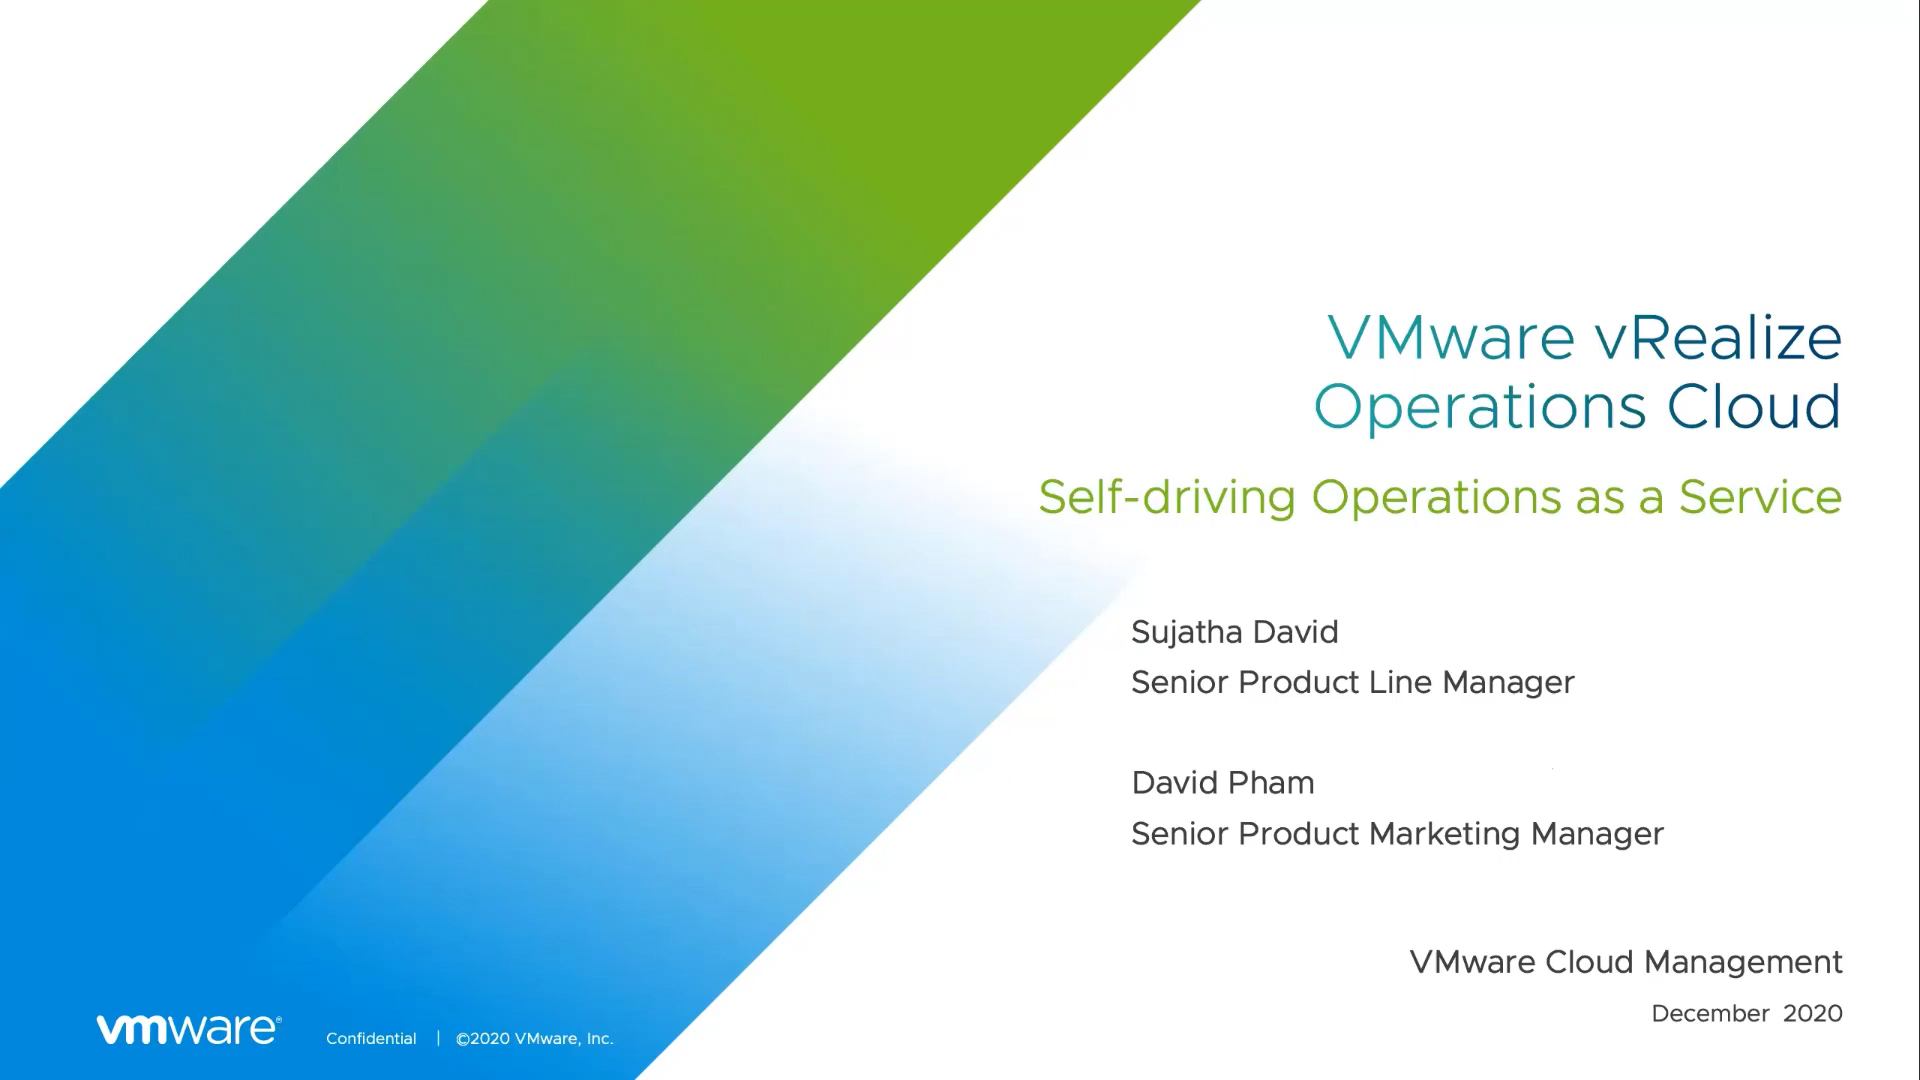 VMware vRealize
Operations Cloud
Self-driving Operations as a Service
Sujatha David
Senior Product Line Manager
David Pham
Senior Product Marketing Manager
VMware Cloud Management
December 2020
vmware®
Confidential | ©2020 VMware, Inc.